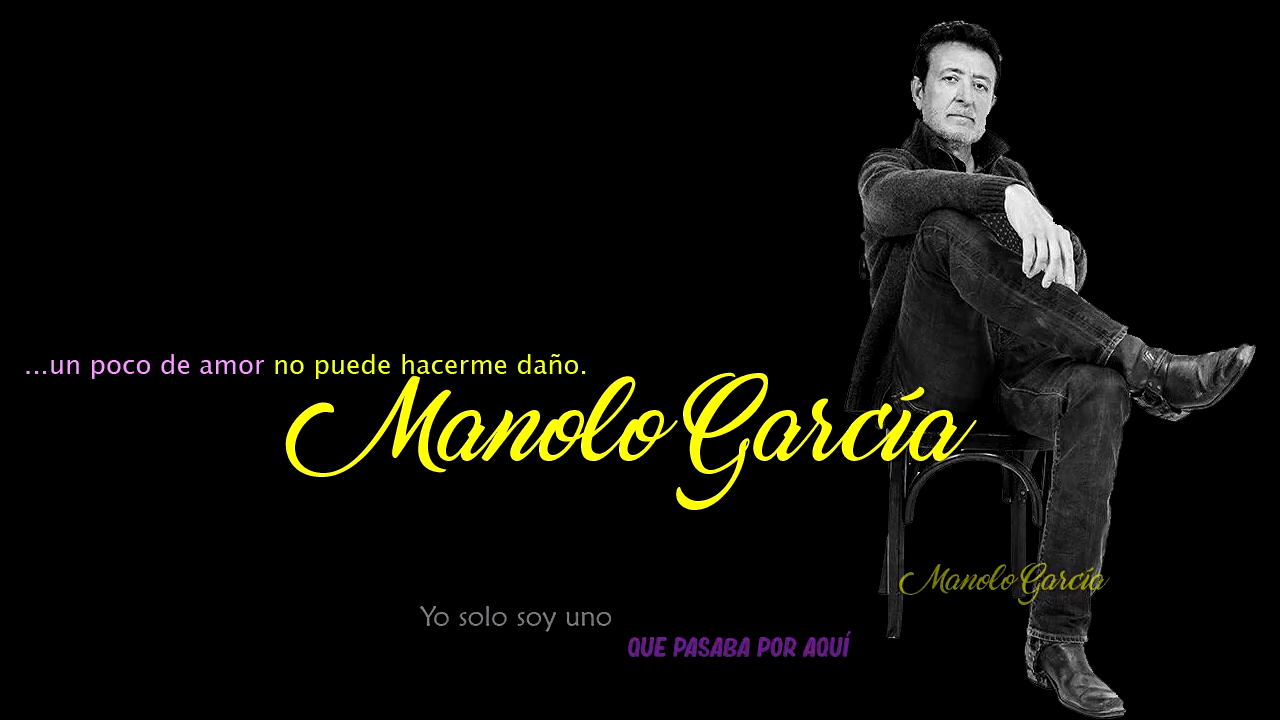 ...un poco de amor no puede hacerme daño.
Manolo García
Manolo García
Yo solo soy uno
QUE PASABA POR AQUÍ